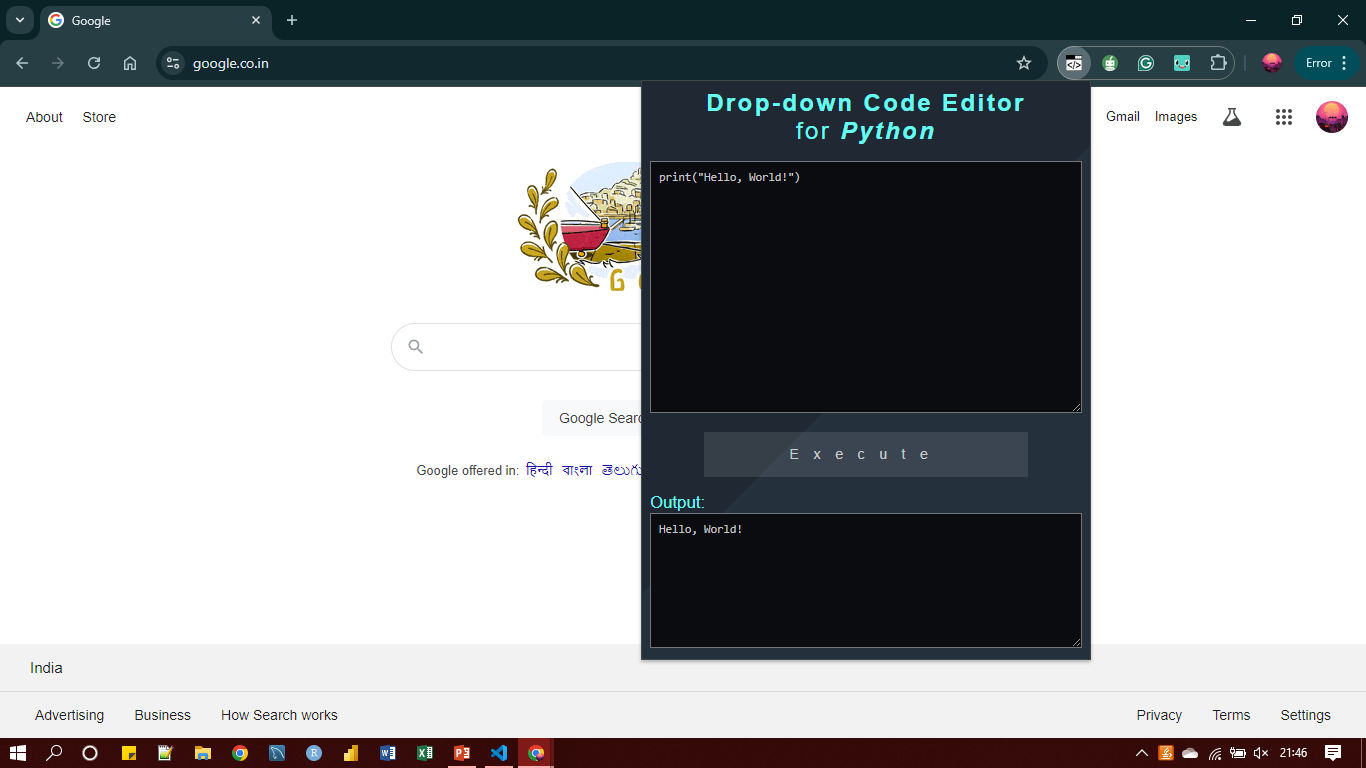 Google
google.co.in
Error
Drop-down Code Editor
for Python
About
Store
Gmail
Images
print("Hello, World!")
G
Google Searc
Google offered in: हिन्दी বাংলা తెలుగు
Execute
Output:
Hello, World!
India
Advertising
Business
How Search works
Privacy
Terms
Settings
21:46